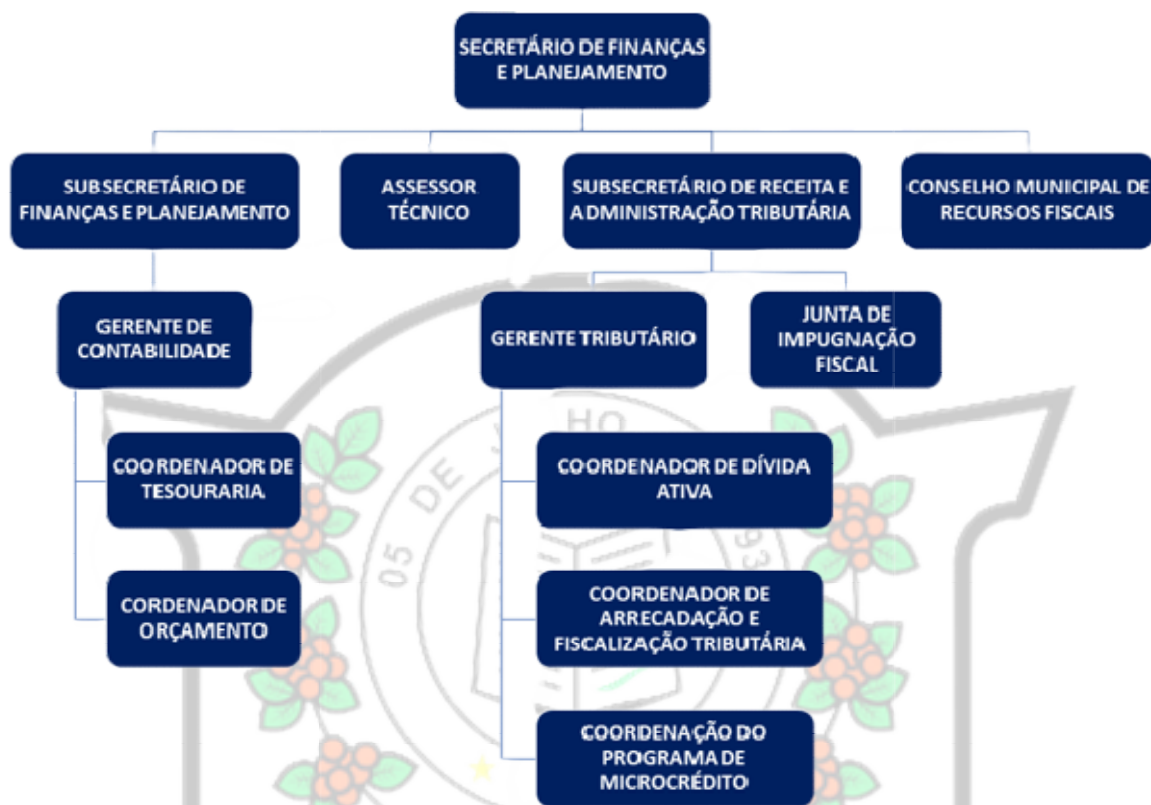 SECRETÁRIO DE FINANÇAS
E PLANEJAMENTO
SUBSECRETÁRIO DE
FINANÇAS E PLANEJAMENTO
ASSESSOR
TÉCNICO
SUBSECRETÁRIO DE RECEITA E
ADMINISTRAÇÃO TRIBUTÁRIA
CONSELHO MUNICIPAL DE
RECURSOS FISCAIS
GERENTE DE
CONTABILIDADE
GERENTE TRIBUTÁRIO
JUNTA DE
IMPUGNAÇÃO
FISCAL
COORDENADOR DE
TESOURARIA
COORDENADOR DE DÍVIDA
ATIVA
CORDENADOR DE
ORÇAMENTO
COORDENADOR DE
ARRECADAÇÃO E
FISCALIZAÇÃO TRIBUTÁRIA
COORDENAÇÃO DO
PROGRAMA DE
MICROCRÉDITO
05 DE